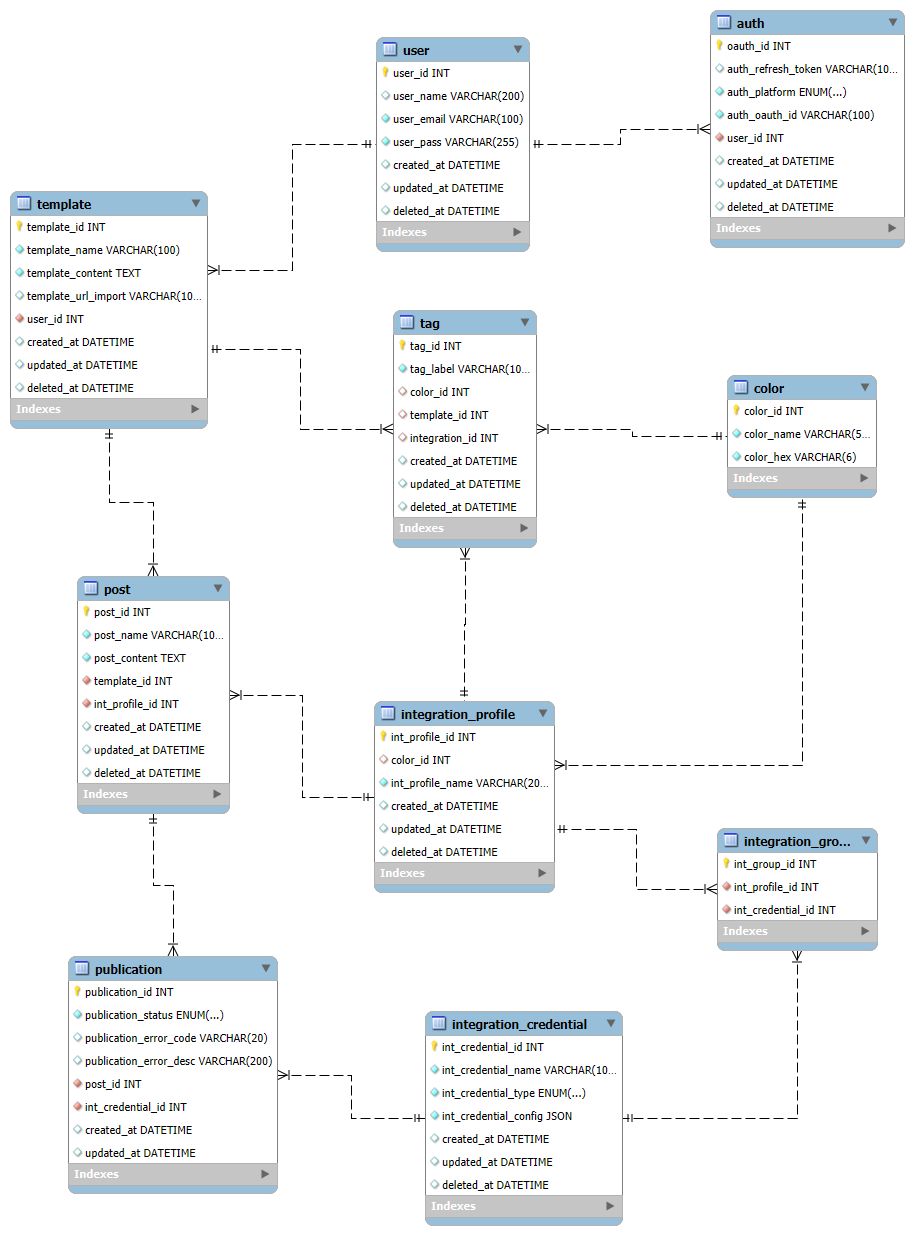 user
user_id INT
user_name VARCHAR(200)
user_email VARCHAR(100)
user_pass VARCHAR(255)
created_at DATETIME
updated_at DATETIME
deleted_at DATETIME
Indexes
auth
oauth_id INT
auth_refresh_token VARCHAR(10...
auth_platform ENUM(...)
auth_oauth_id VARCHAR(100)
user_id INT
created_at DATETIME
updated_at DATETIME
deleted_at DATETIME
Indexes
template
template_id INT
template_name VARCHAR(100)
template_content TEXT
template_url_import VARCHAR(10...
user_id INT
created_at DATETIME
updated_at DATETIME
deleted_at DATETIME
Indexes
tag
tag_id INT
tag_label VARCHAR(10...
color_id INT
template_id INT
integration_id INT
created_at DATETIME
updated_at DATETIME
deleted_at DATETIME
Indexes
color
color_id INT
color_name VARCHAR(5...
color_hex VARCHAR(6)
Indexes
post
post_id INT
post_name VARCHAR(10...
post_content TEXT
template_id INT
int_profile_id INT
created_at DATETIME
updated_at DATETIME
deleted_at DATETIME
Indexes
integration_profile
int_profile_id INT
color_id INT
int_profile_name VARCHAR(20...
created_at DATETIME
updated_at DATETIME
deleted_at DATETIME
Indexes
integration_gro...
int_group_id INT
int_profile_id INT
int_credential_id INT
Indexes
publication
publication_id INT
publication_status ENUM(...)
publication_error_code VARCHAR(20)
publication_error_desc VARCHAR(200)
post_id INT
int_credential_id INT
created_at DATETIME
updated_at DATETIME
Indexes
integration_credential
int_credential_id INT
int_credential_name VARCHAR(10...
int_credential_type ENUM(...)
int_credential_config JSON
created_at DATETIME
updated_at DATETIME
deleted_at DATETIME
Indexes